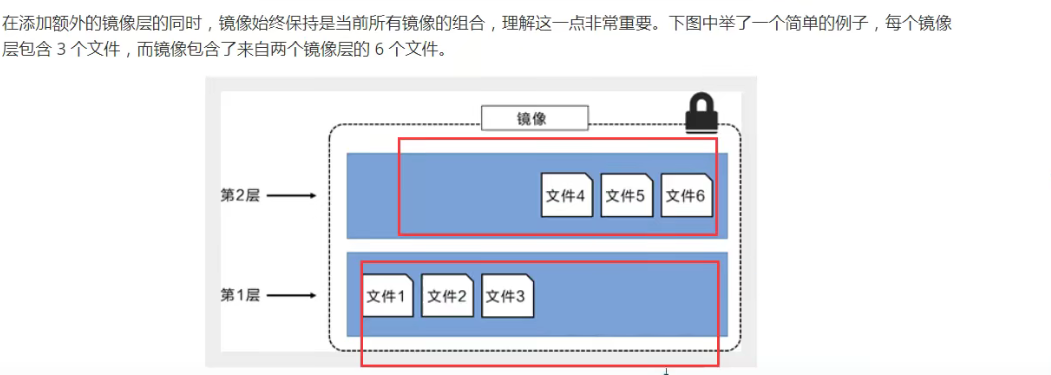 在添加额外的镜像层的同时，镜像始终保持是当前所有镜像的组合，理解这一点非常重要。下图中举了一个简单的例子，每个镜像
层包含 3 个文件，而镜像包含了来自两个镜像层的 6 个文件。
镜像
第2层
文件4 文件5 文件6
第1层
文件1 文件2 文件3